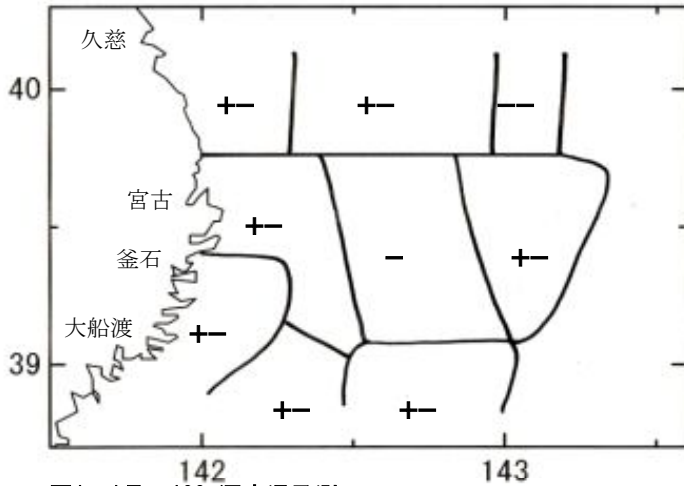 久慈
40
+- +- --
宮古
+-
釜石
- +-
大船渡
+-
39
+- +-
142 143